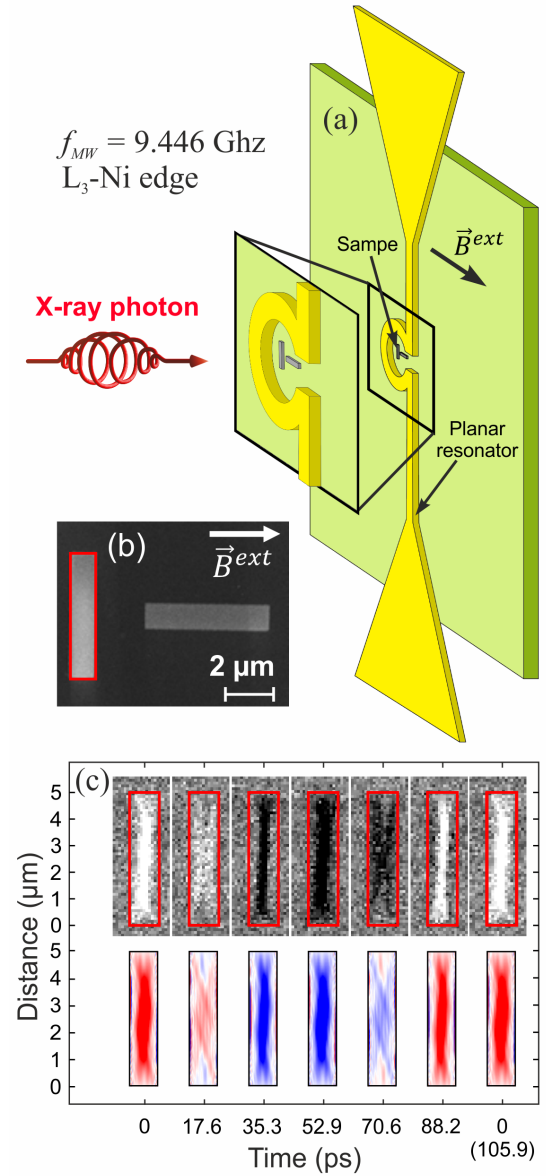 (a)
f_MW = 9.446 Ghz
L₃-Ni edge
Sampe
B⃗^ext
X-ray photon
Planar
resonator
(b)
B⃗^ext
2 µm
(c)
Distance (µm)
5
4
3
2
1
0
5
4
3
2
1
0
0 17.6 35.3 52.9 70.6 88.2 0
(105.9)
Time (ps)